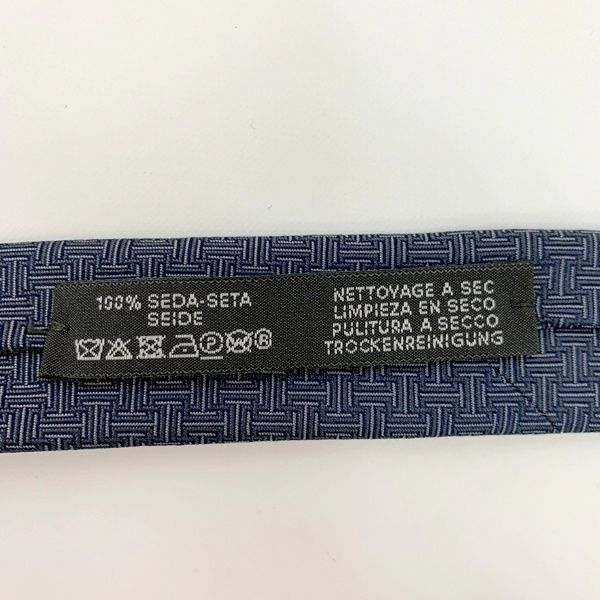 100% SEDA-SETA
SEIDE
P W ®
NETTOYAGE A SEC
LIMPIEZA EN SECO
PULITURA A SECCO
TROCKENREINIGUNG